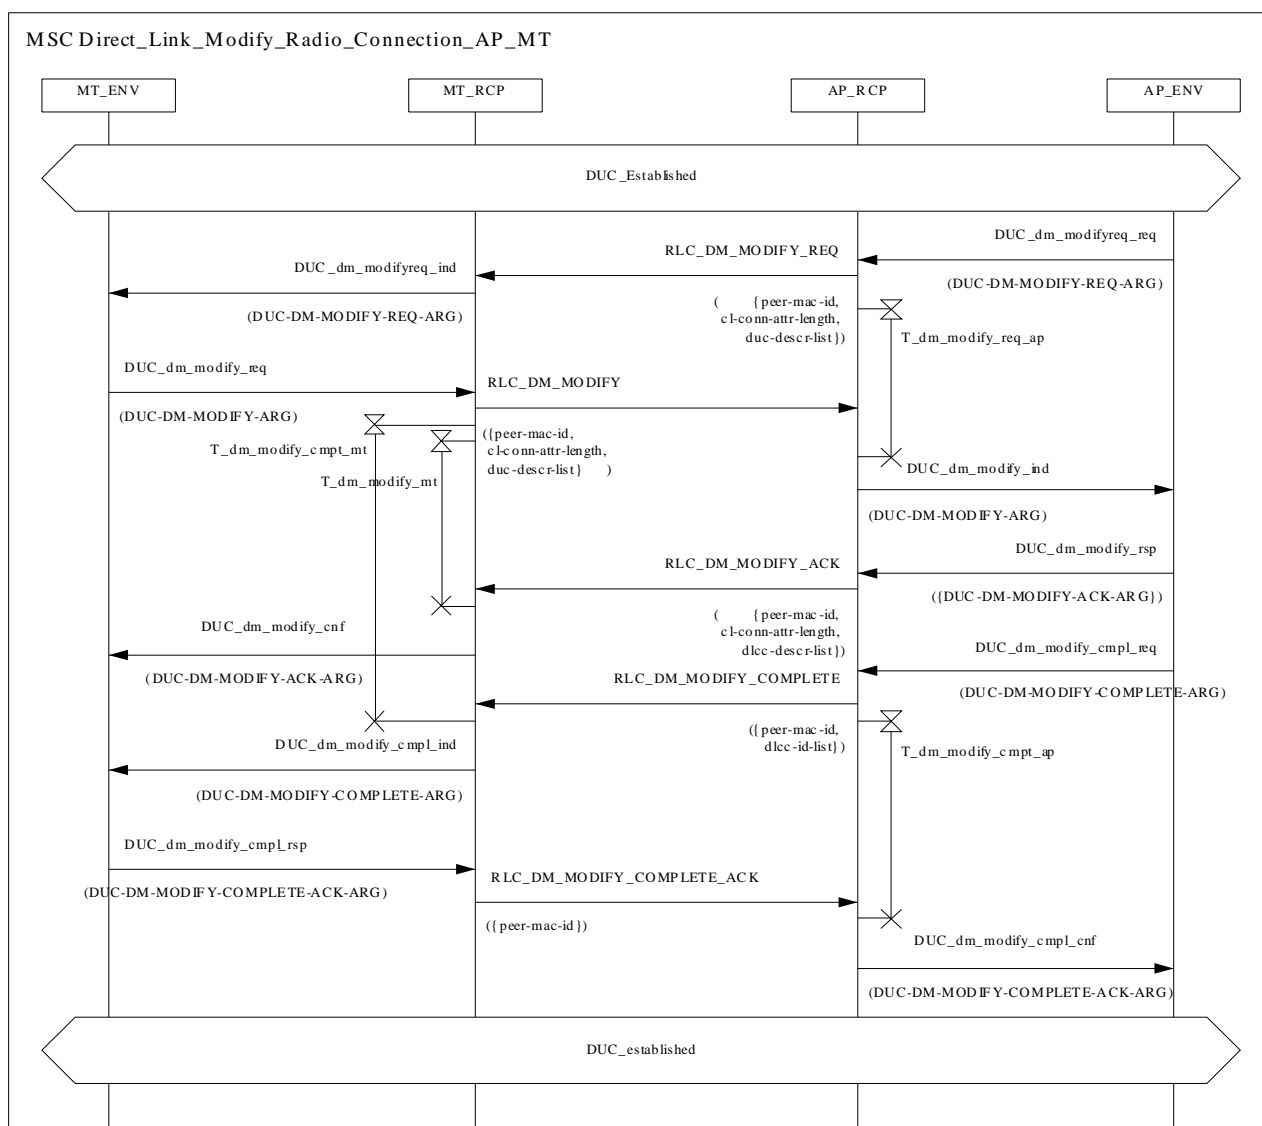 MSC Direct_Link_Modify_Radio_Connection_AP_MT
MT_ENV
MT_RCP
AP_RCP
AP_ENV
DUC_Established
DUC_dm_modifyreq_req
RLC_DM_MODIFY_REQ
DUC_dm_modifyreq_ind
(DUC-DM-MODIFY-REQ-ARG)
( {peer-mac-id,
cl-conn-attr-length,
duc-descr-list})
(DUC-DM-MODIFY-REQ-ARG)
T_dm_modify_req_ap
DUC_dm_modify_req
RLC_DM_MODIFY
(DUC-DM-MODIFY-ARG)
({peer-mac-id,
cl-conn-attr-length,
duc-descr-list} )
T_dm_modify_cmpt_mt
T_dm_modify_mt
DUC_dm_modify_ind
(DUC-DM-MODIFY-ARG)
DUC_dm_modify_rsp
RLC_DM_MODIFY_ACK
({DUC-DM-MODIFY-ACK-ARG})
( {peer-mac-id,
cl-conn-attr-length,
dlcc-descr-list})
DUC_dm_modify_cnf
DUC_dm_modify_cmpl_req
(DUC-DM-MODIFY-ACK-ARG)
RLC_DM_MODIFY_COMPLETE
(DUC-DM-MODIFY-COMPLETE-ARG)
({peer-mac-id,
dlcc-id-list})
DUC_dm_modify_cmpl_ind
T_dm_modify_cmpt_ap
(DUC-DM-MODIFY-COMPLETE-ARG)
DUC_dm_modify_cmpl_rsp
RLC_DM_MODIFY_COMPLETE_ACK
(DUC-DM-MODIFY-COMPLETE-ACK-ARG)
({peer-mac-id})
DUC_dm_modify_cmpl_cnf
(DUC-DM-MODIFY-COMPLETE-ACK-ARG)
DUC_established